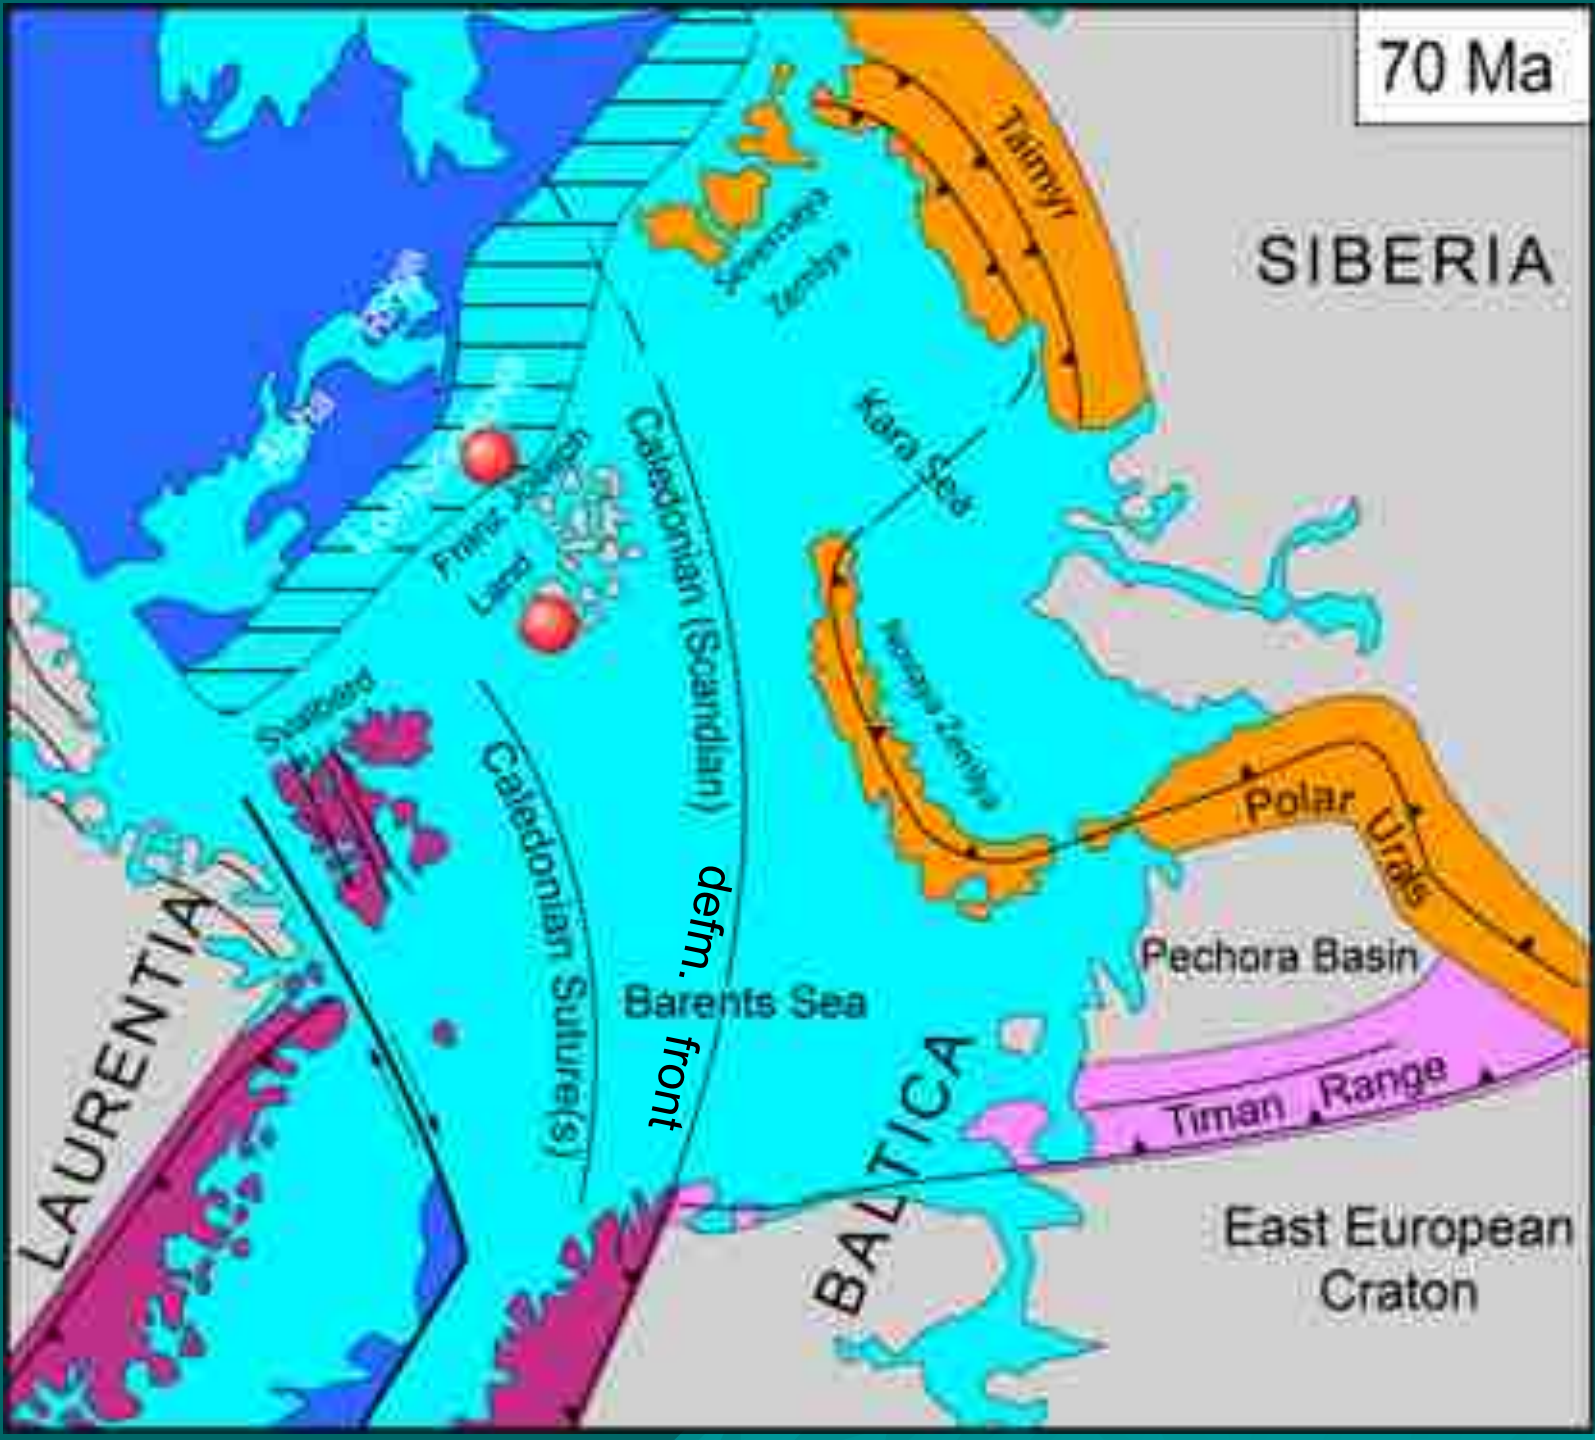 70 Ma
Taimyr
SIBERIA
Severnaya
Zemlya
Kara Sea
Franz Joseph
Land
Caledonian (Scandian)
defm. front
Novaya Zemlya
Svalbard
Caledonian Suture(s)
Polar Urals
LAURENTIA
Pechora Basin
Barents Sea
BALTICA
Timan Range
East European
Craton